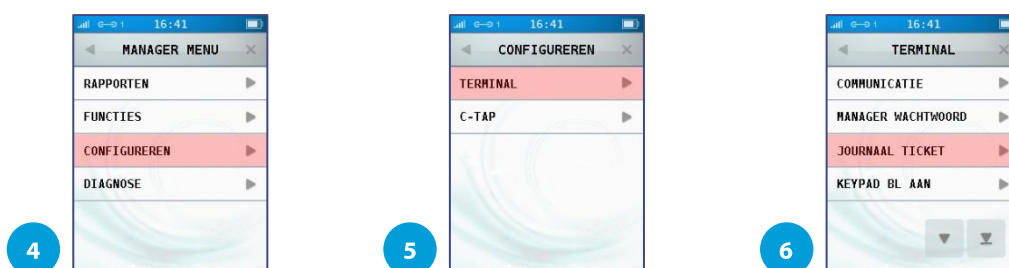 16:41
MANAGER MENU
RAPPORTEN
FUNCTIES
CONFIGUREREN
DIAGNOSE
4
16:41
CONFIGUREREN
TERMINAL
C-TAP
5
16:41
TERMINAL
COMMUNICATIE
MANAGER WACHTWOORD
JOURNAAL TICKET
KEYPAD BL AAN
6